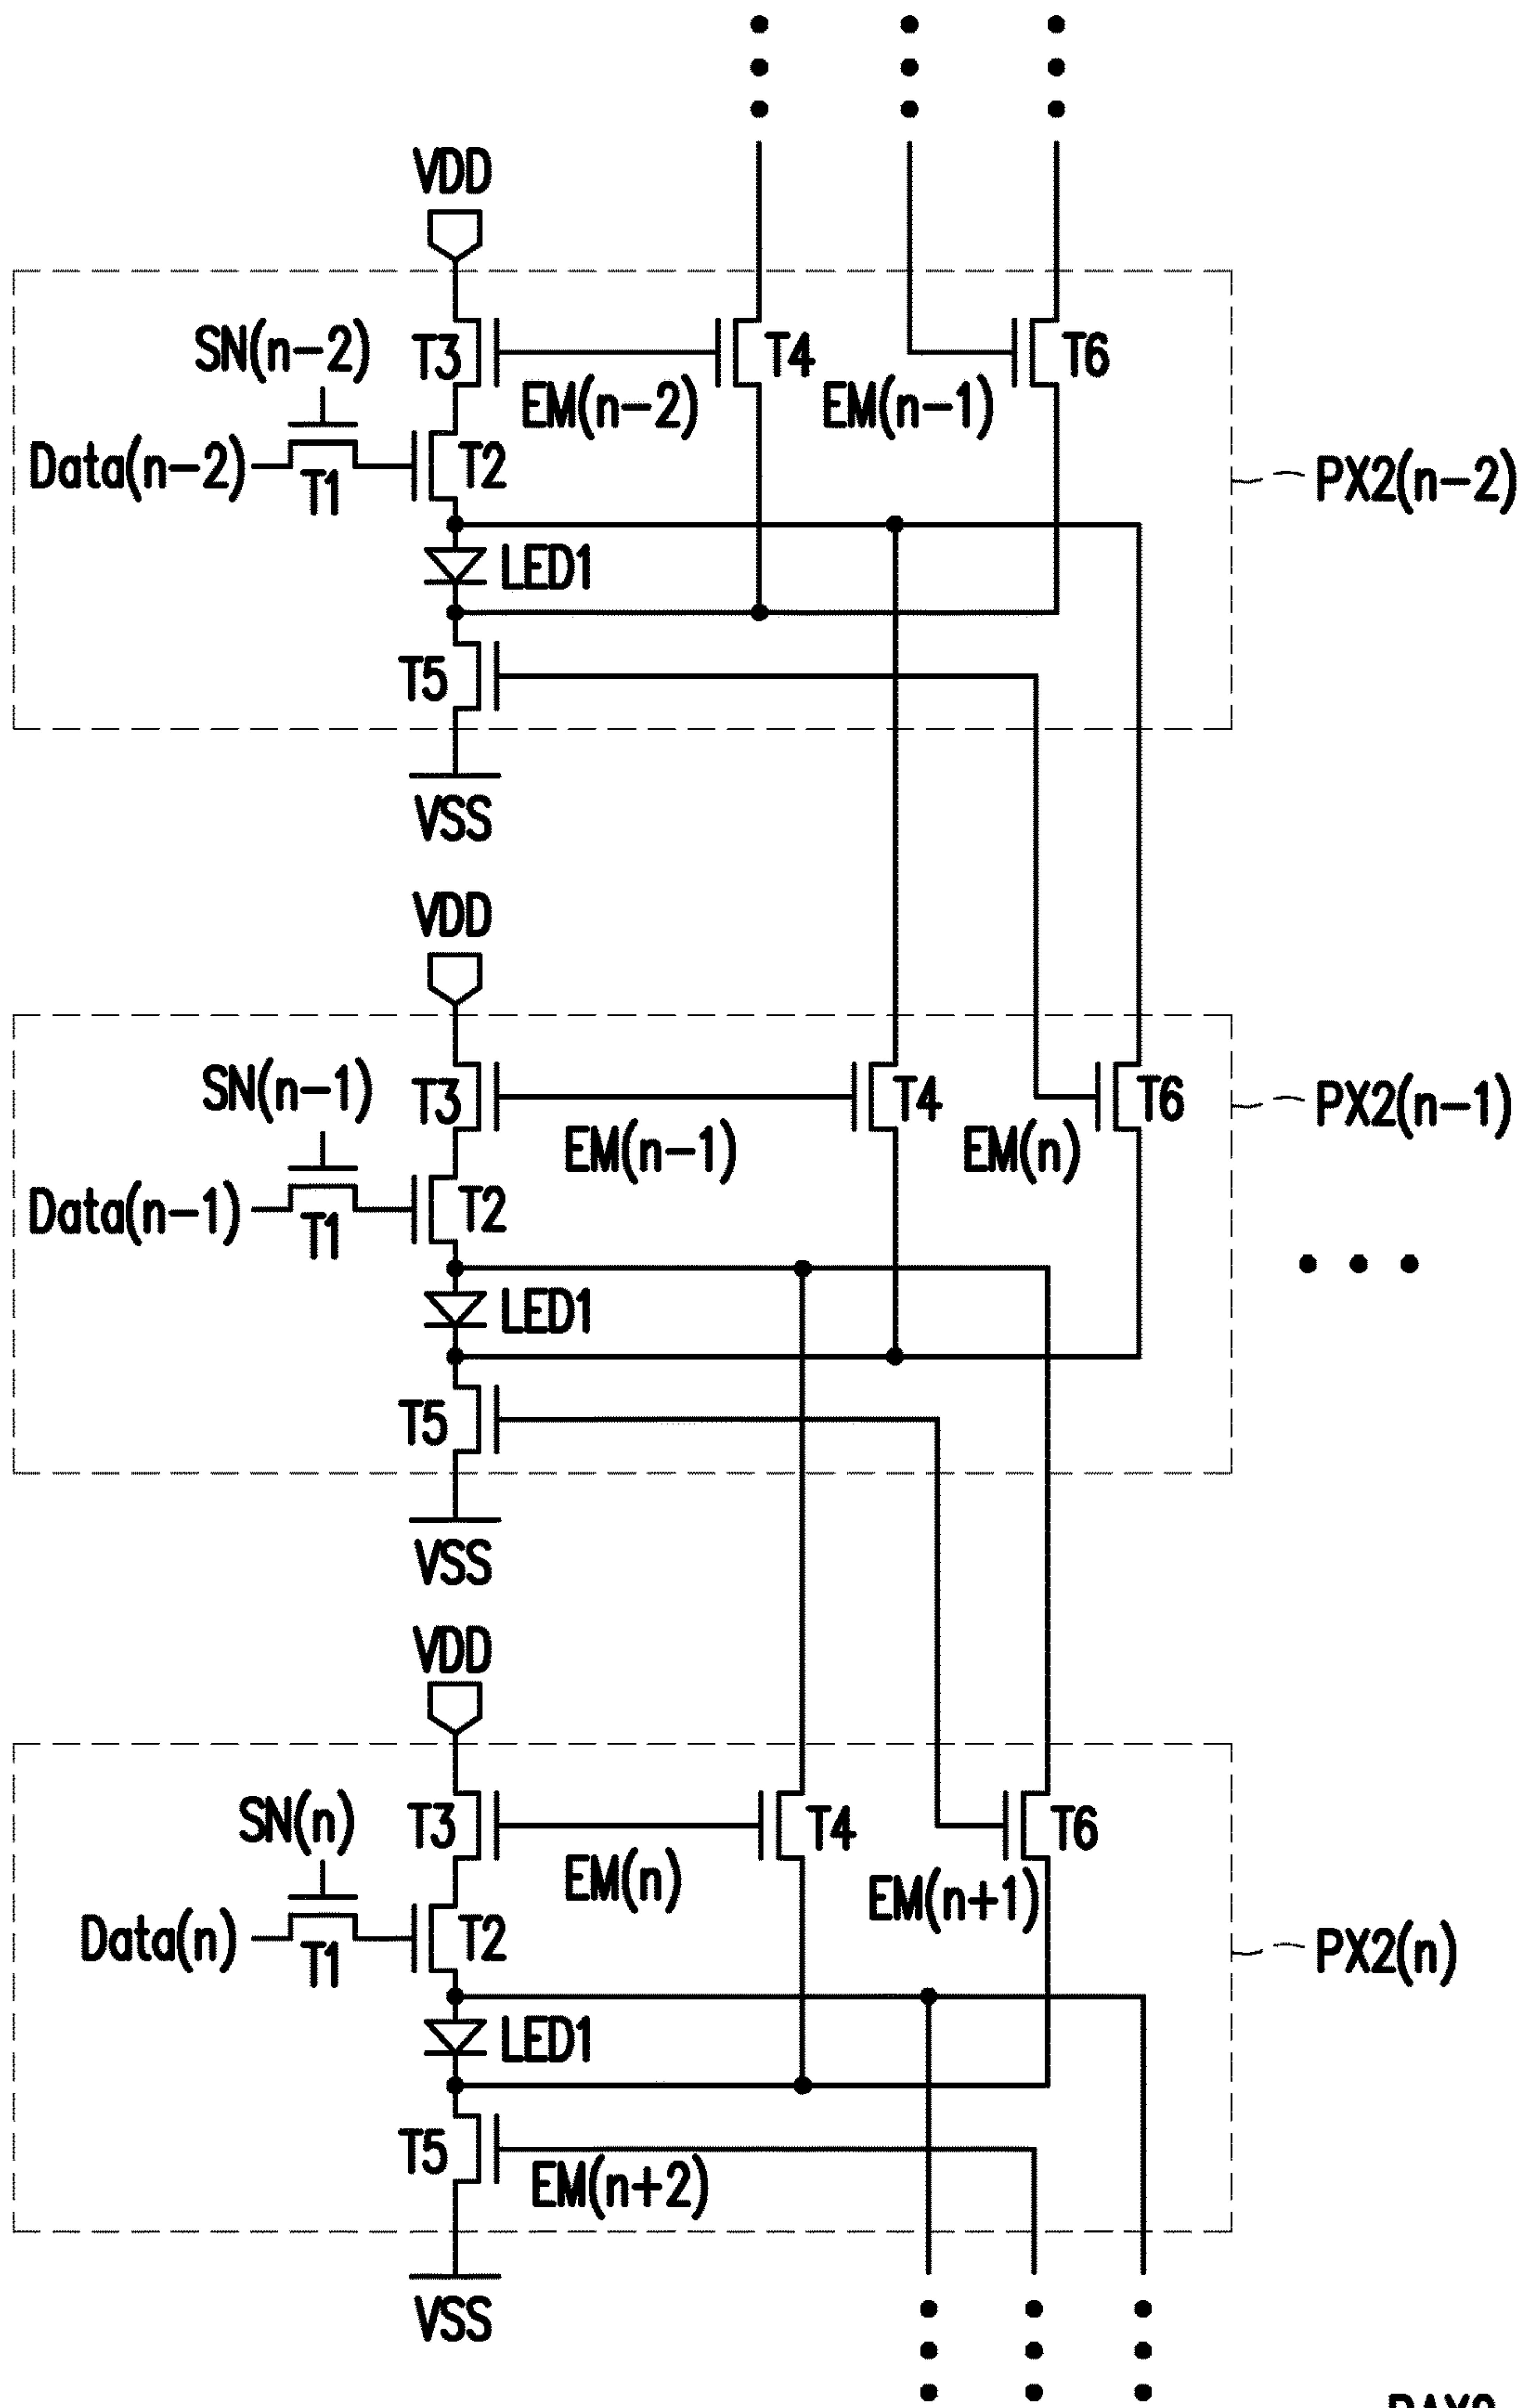 VDD
SN(n-2)
T3
T4
T6
EM(n-2)
EM(n-1)
Data(n-2)
T1
T2
PX2(n-2)
LED1
T5
VSS
VDD
SN(n-1)
T3
T4
T6
PX2(n-1)
EM(n-1)
EM(n)
Data(n-1)
T1
T2
LED1
T5
VSS
VDD
SN(n)
T3
T4
T6
EM(n)
EM(n+1)
Data(n)
T1
T2
PX2(n)
LED1
T5
EM(n+2)
VSS